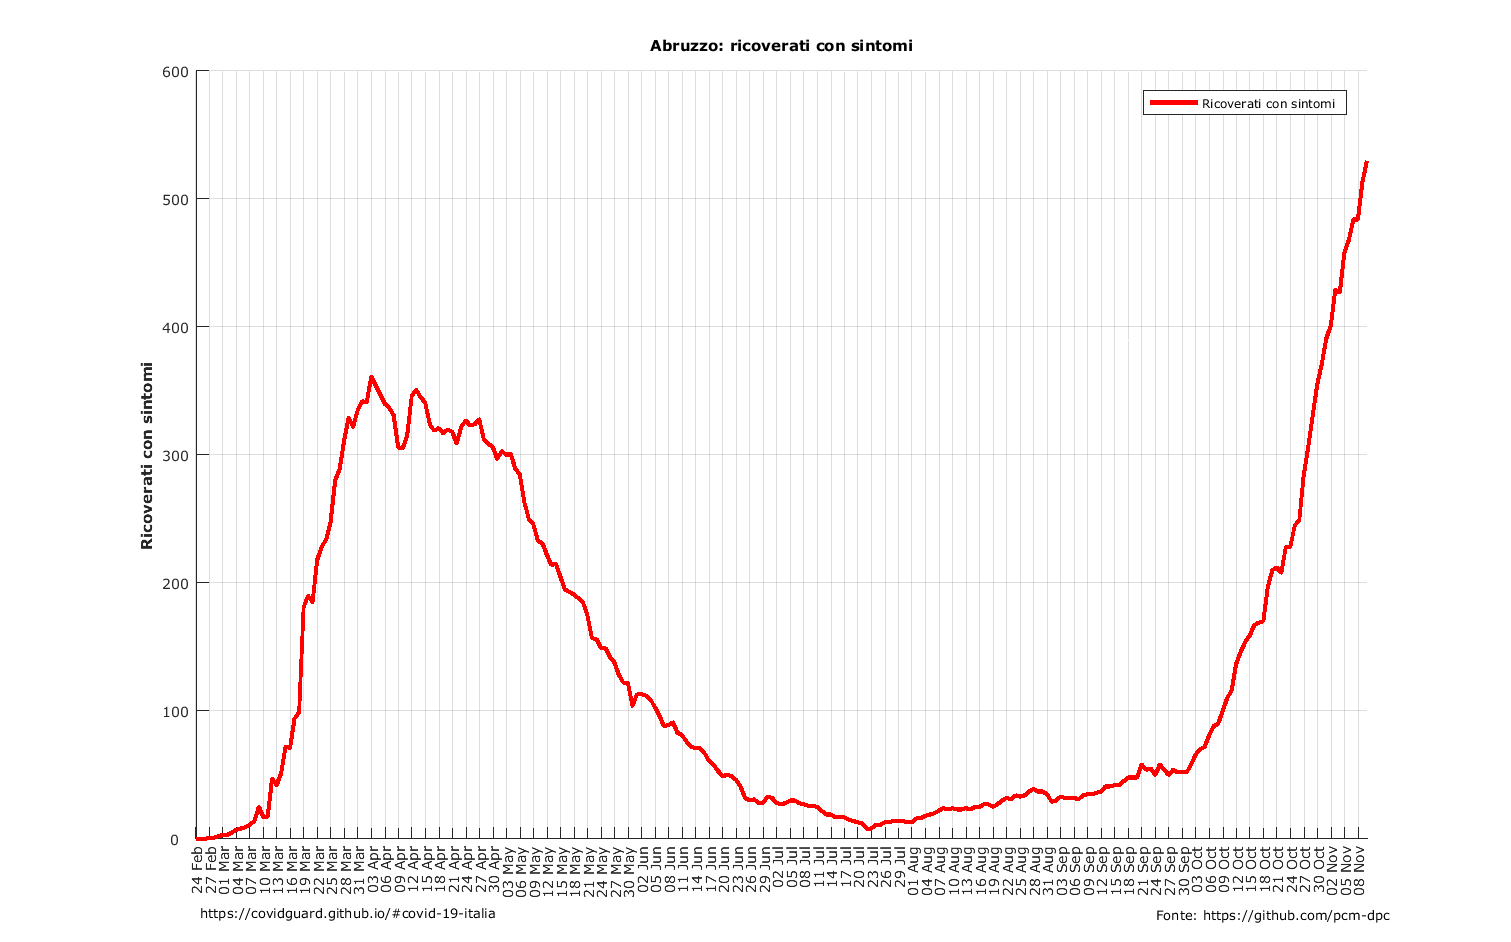 Abruzzo: ricoverati con sintomi
Ricoverati con sintomi
600
500
400
300
200
100
0
Ricoverati con sintomi
24 Feb
27 Feb
01 Mar
04 Mar
07 Mar
10 Mar
13 Mar
16 Mar
19 Mar
22 Mar
25 Mar
28 Mar
31 Mar
03 Apr
06 Apr
09 Apr
12 Apr
15 Apr
18 Apr
21 Apr
24 Apr
27 Apr
30 Apr
03 May
06 May
09 May
12 May
15 May
18 May
21 May
24 May
27 May
30 May
02 Jun
05 Jun
08 Jun
11 Jun
14 Jun
17 Jun
20 Jun
23 Jun
26 Jun
29 Jun
02 Jul
05 Jul
08 Jul
11 Jul
14 Jul
17 Jul
20 Jul
23 Jul
26 Jul
29 Jul
01 Aug
04 Aug
07 Aug
10 Aug
13 Aug
16 Aug
19 Aug
22 Aug
25 Aug
28 Aug
31 Aug
03 Sep
06 Sep
09 Sep
12 Sep
15 Sep
18 Sep
21 Sep
24 Sep
27 Sep
30 Sep
03 Oct
06 Oct
09 Oct
12 Oct
15 Oct
18 Oct
21 Oct
24 Oct
27 Oct
30 Oct
02 Nov
05 Nov
08 Nov
https://covidguard.github.io/#covid-19-italia
Fonte: https://github.com/pcm-dpc